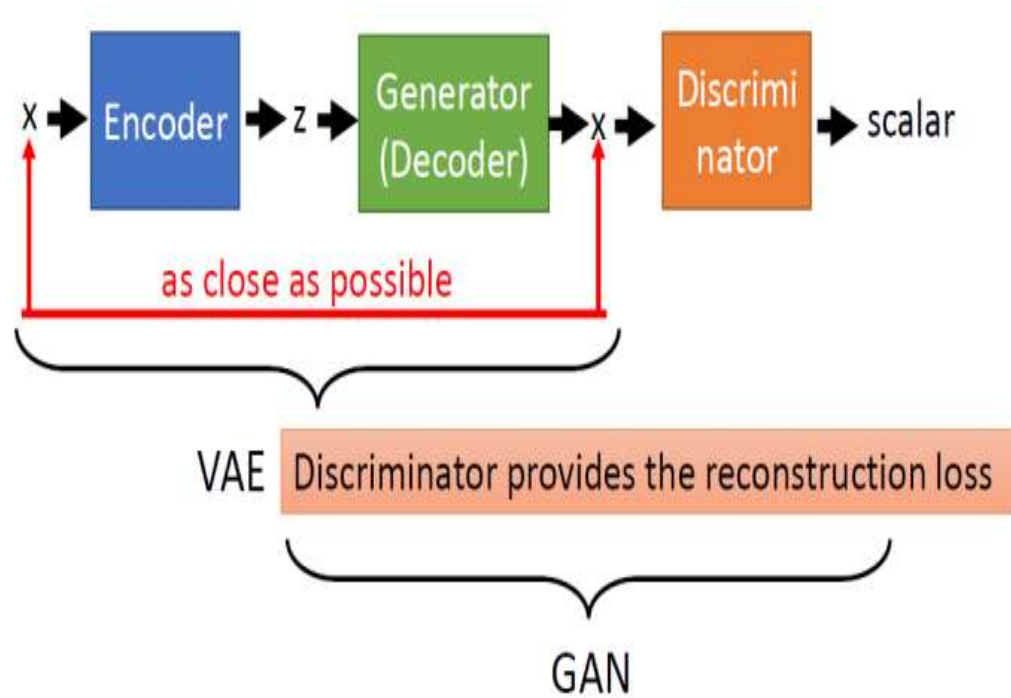 x
Encoder
z
Generator
(Decoder)
x
Discrimi
nator
scalar
as close as possible
VAE
Discriminator provides the reconstruction loss
GAN